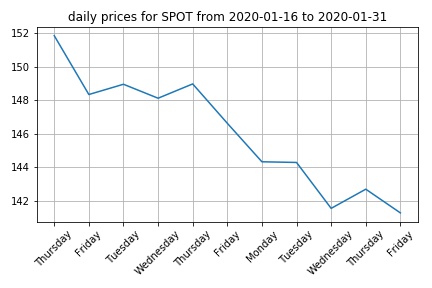 daily prices for SPOT from 2020-01-16 to 2020-01-31
152
150
148
146
144
142
Thursday
Friday
Tuesday
Wednesday
Thursday
Friday
Monday
Tuesday
Wednesday
Thursday
Friday